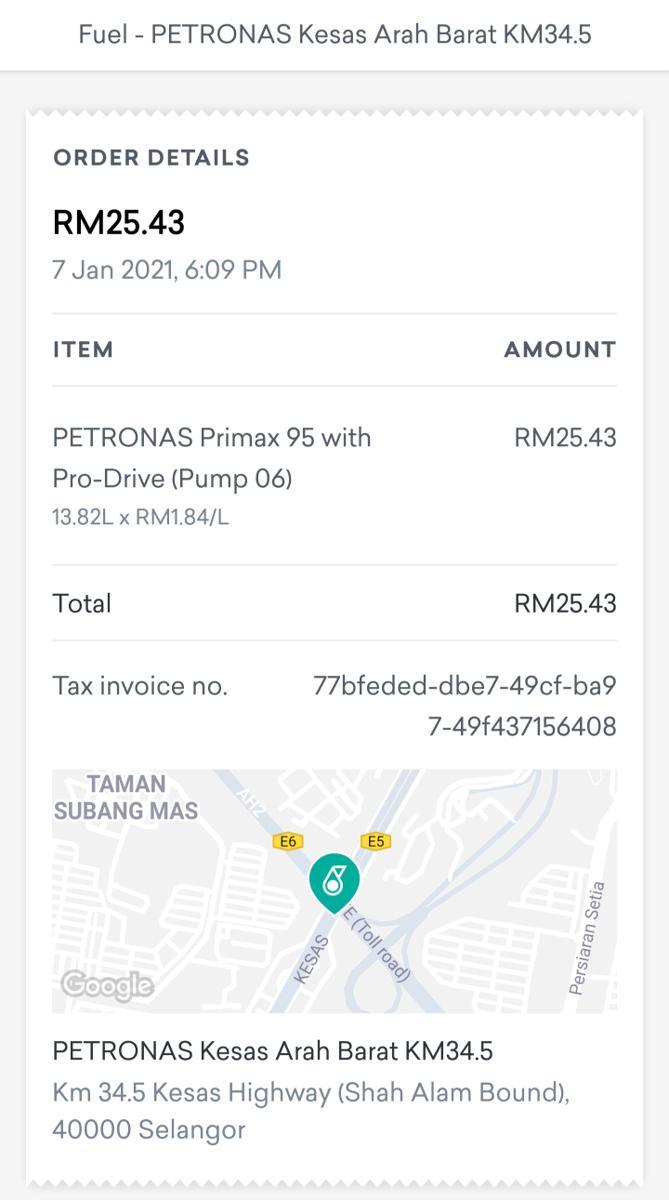 Fuel - PETRONAS Kesas Arah Barat KM34.5
ORDER DETAILS
RM25.43
7 Jan 2021, 6:09 PM
ITEM AMOUNT
PETRONAS Primax 95 with RM25.43
Pro-Drive (Pump 06)
13.82L x RM1.84/L
Total RM25.43
Tax invoice no. 77bfeded-dbe7-49cf-ba9
7-49f437156408
TAMAN
SUBANG MAS
AH2
E6
E5
E (Toll road)
KESAS
Persiaran Setia
Google
PETRONAS Kesas Arah Barat KM34.5
Km 34.5 Kesas Highway (Shah Alam Bound),
40000 Selangor